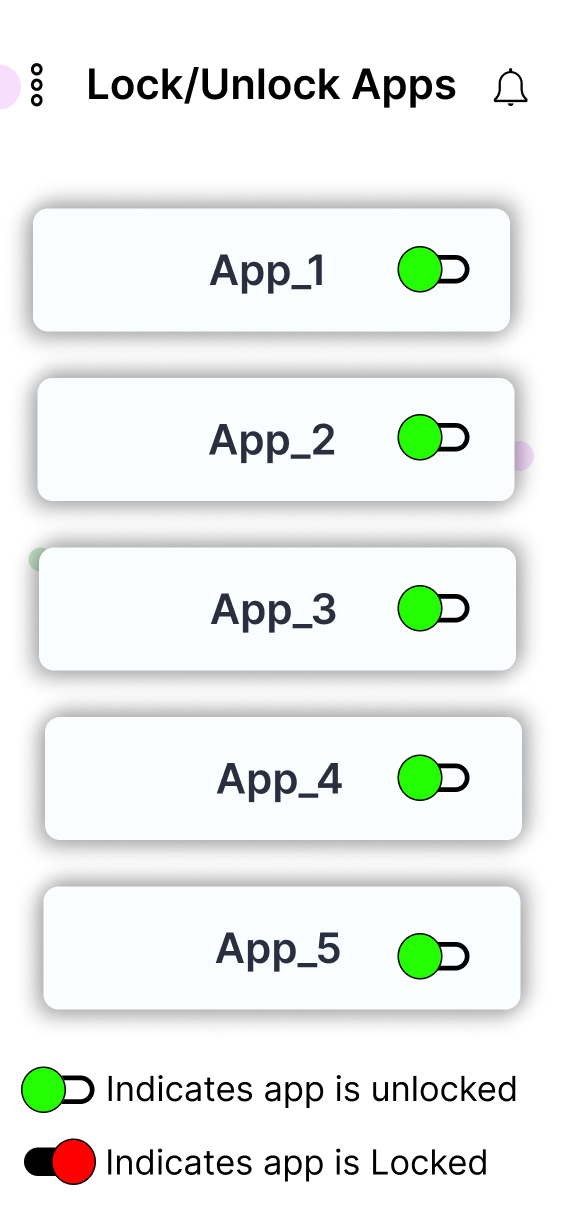 Lock/Unlock Apps
App_1
App_2
App_3
App_4
App_5
Indicates app is unlocked
Indicates app is Locked